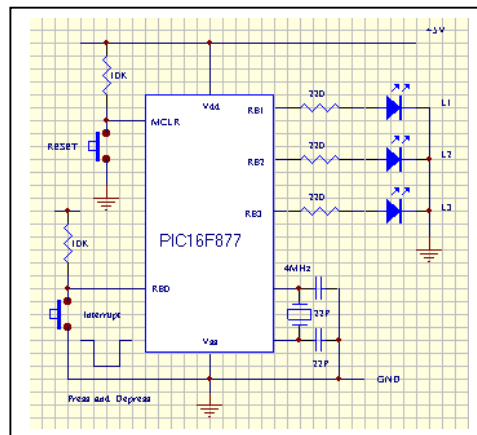 +5V
10K
Vdd
MCLR
RESET
RB1
220
L1
RB2
220
L2
RB3
220
L3
PIC16F877
10K
RB0
4MHz
22P
Interrupt
Vss
22P
GND
Press and Depress